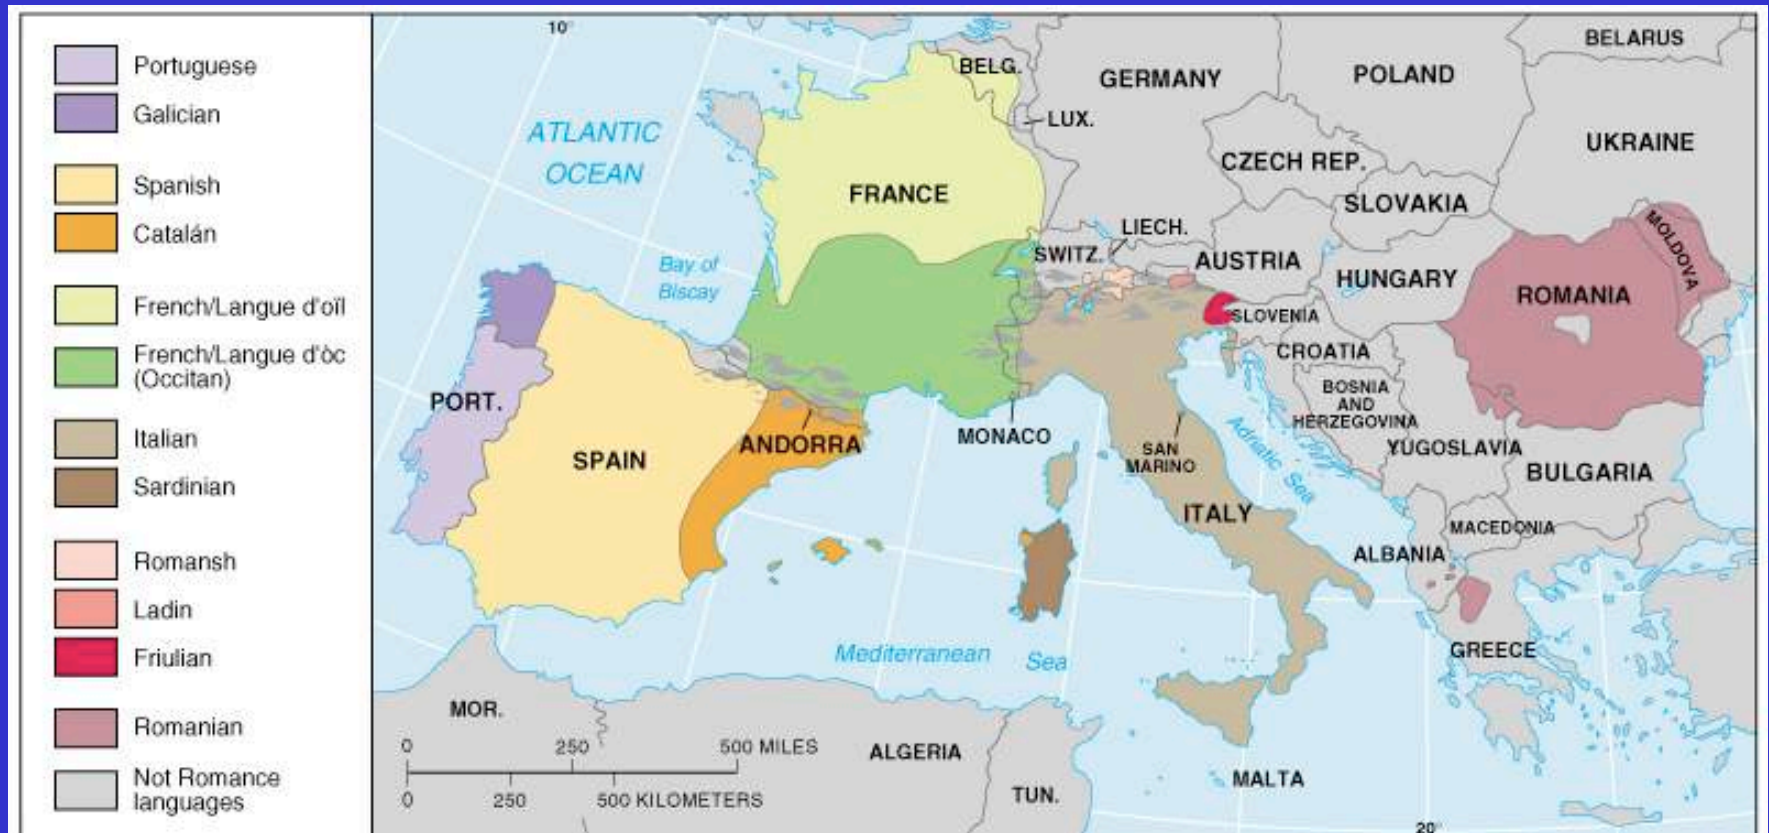 Portuguese
Galician
Spanish
Catalán
French/Langue d'oïl
French/Langue d'òc
(Occitan)
Italian
Sardinian
Romansh
Ladin
Friulian
Romanian
Not Romance
languages
10°
ATLANTIC
OCEAN
Bay of
Biscay
BELG.
LUX.
GERMANY
POLAND
BELARUS
UKRAINE
CZECH REP.
SLOVAKIA
FRANCE
LIECH.
SWITZ.
AUSTRIA
HUNGARY
MOLDOVA
ROMANIA
SLOVENIA
CROATIA
BOSNIA
AND
HERZEGOVINA
YUGOSLAVIA
BULGARIA
PORT.
SPAIN
ANDORRA
MONACO
SAN
MARINO
Adriatic Sea
ITALY
MACEDONIA
ALBANIA
GREECE
Mediterranean Sea
MOR.
ALGERIA
TUN.
MALTA
0 250 500 MILES
0 250 500 KILOMETERS
20°